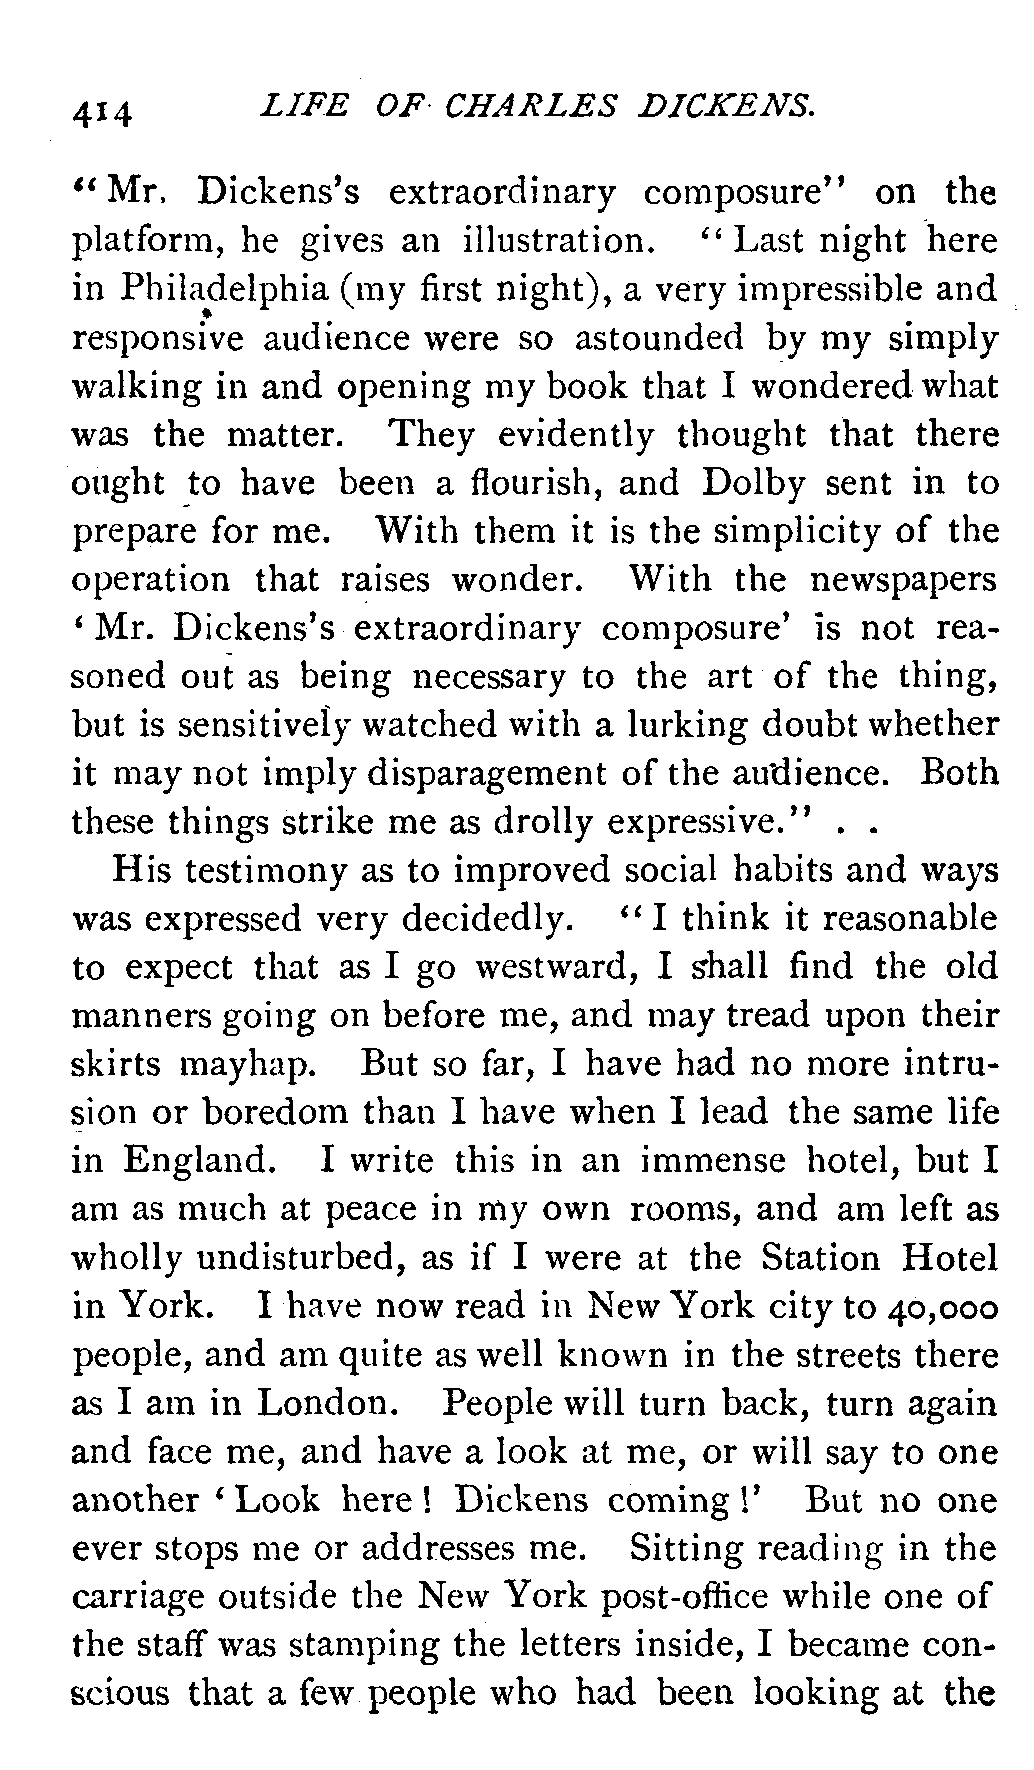 414 LIFE OF CHARLES DICKENS.
“Mr. Dickens's extraordinary composure” on the
platform, he gives an illustration. “Last night here
in Philadelphia (my first night), a very impressible and
responsive audience were so astounded by my simply
walking in and opening my book that I wondered what
was the matter. They evidently thought that there
ought to have been a flourish, and Dolby sent in to
prepare for me. With them it is the simplicity of the
operation that raises wonder. With the newspapers
‘Mr. Dickens's extraordinary composure’ is not rea-
soned out as being necessary to the art of the thing,
but is sensitively watched with a lurking doubt whether
it may not imply disparagement of the audience. Both
these things strike me as drolly expressive.” . .
His testimony as to improved social habits and ways
was expressed very decidedly. “I think it reasonable
to expect that as I go westward, I shall find the old
manners going on before me, and may tread upon their
skirts mayhap. But so far, I have had no more intru-
sion or boredom than I have when I lead the same life
in England. I write this in an immense hotel, but I
am as much at peace in my own rooms, and am left as
wholly undisturbed, as if I were at the Station Hotel
in York. I have now read in New York city to 40,000
people, and am quite as well known in the streets there
as I am in London. People will turn back, turn again
and face me, and have a look at me, or will say to one
another ‘Look here! Dickens coming!’ But no one
ever stops me or addresses me. Sitting reading in the
carriage outside the New York post-office while one of
the staff was stamping the letters inside, I became con-
scious that a few people who had been looking at the